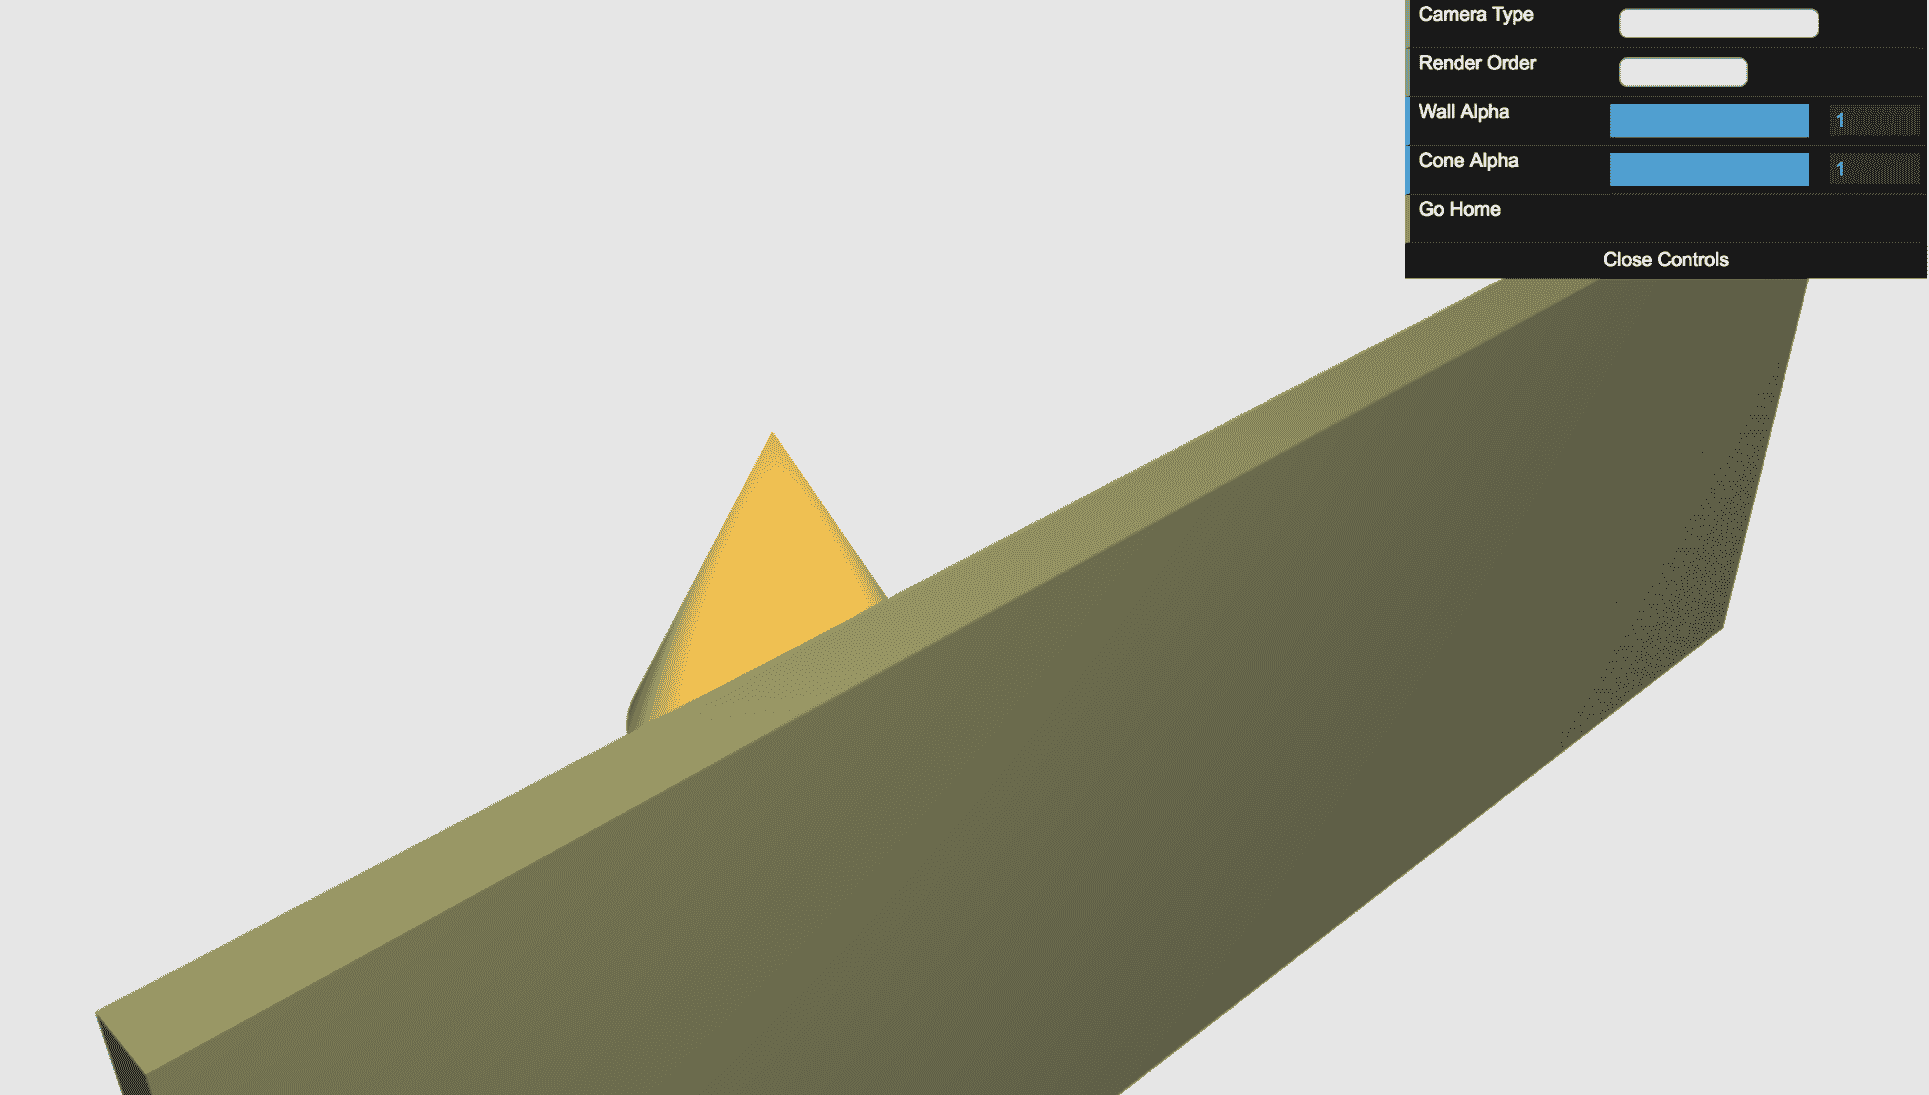 Camera Type
Render Order
Wall Alpha 1
Cone Alpha 1
Go Home
Close Controls